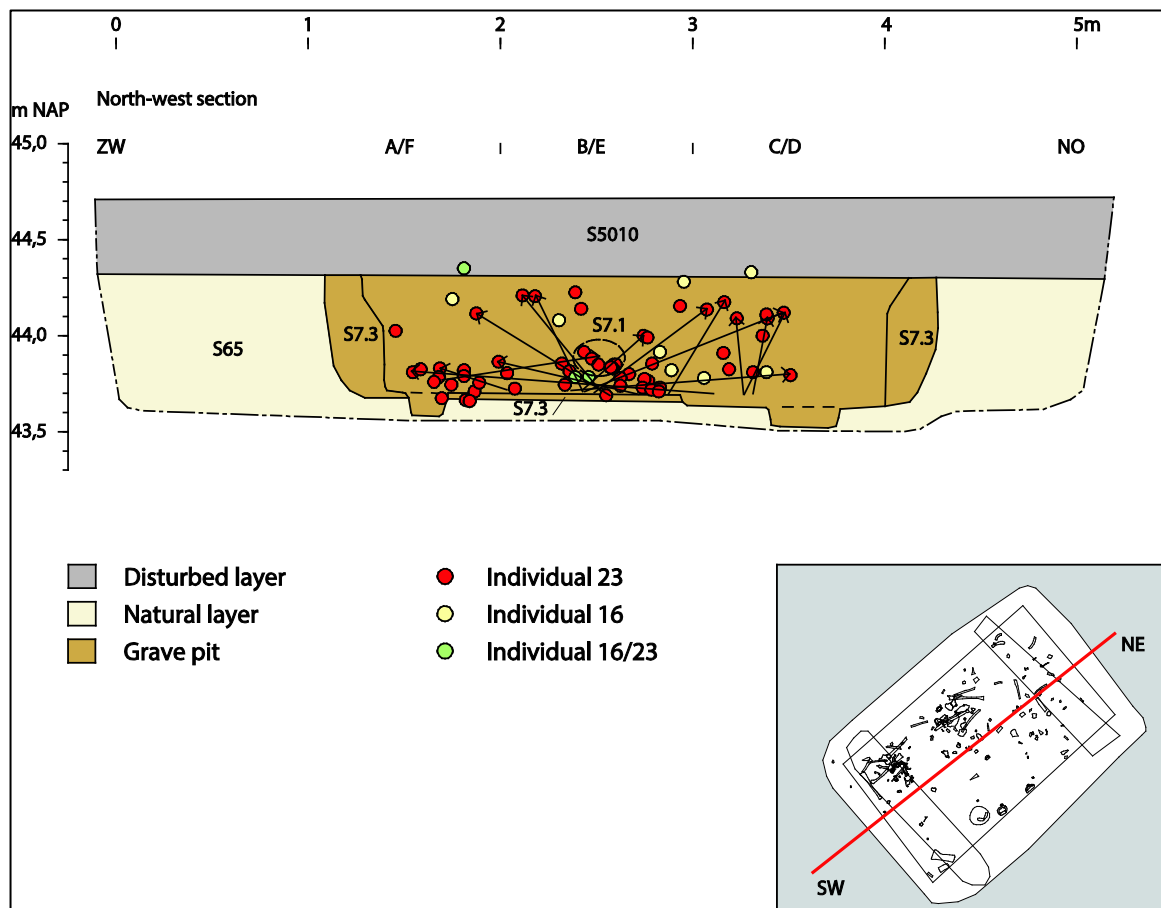 0 1 2 3 4 5m
m NAP
North-west section
45,0
ZW A/F B/E C/D NO
44,5
S5010
44,0
S7.3 S7.1 S7.3
S65
S7.3
43,5
Disturbed layer
Natural layer
Grave pit
Individual 23
Individual 16
Individual 16/23
NE
SW